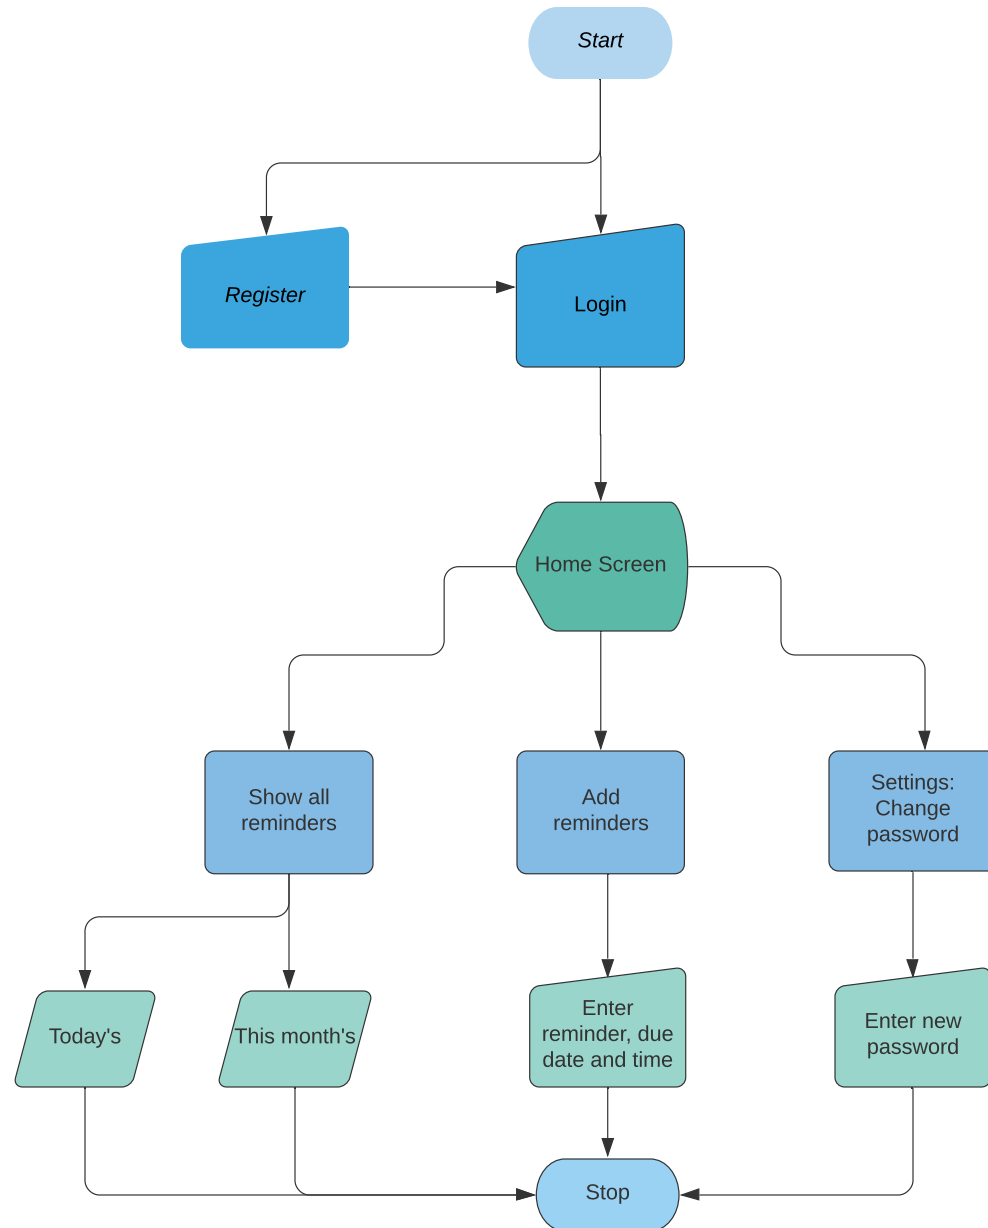 Start
Register
Login
Home Screen
Show all
reminders
Add
reminders
Settings:
Change
password
Today's
This month's
Enter
reminder, due
date and time
Enter new
password
Stop